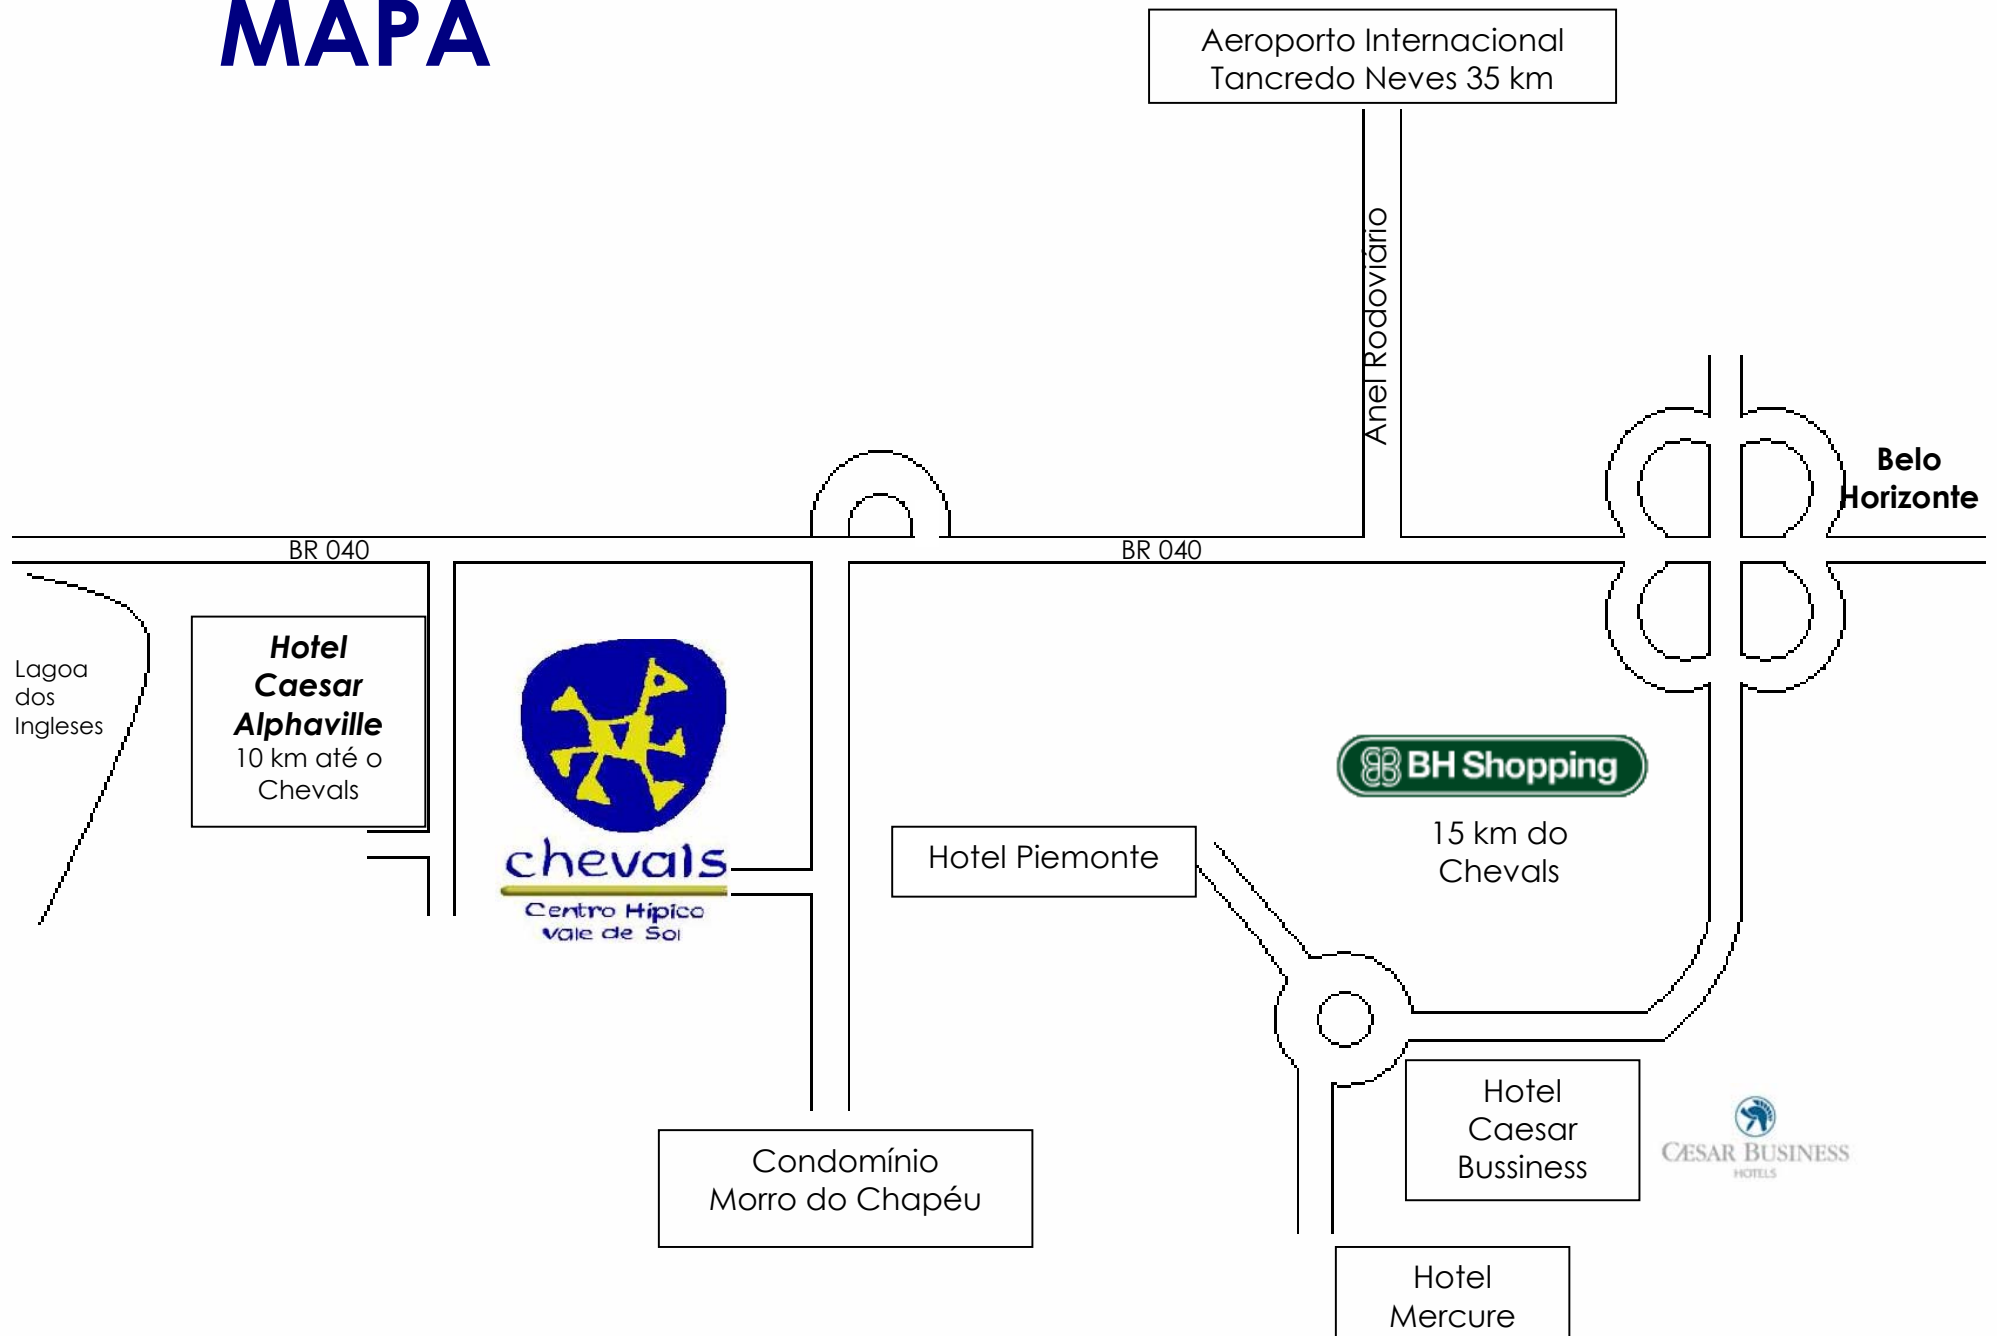 MAPA
Aeroporto Internacional
Tancredo Neves 35 km
Anel Rodoviário
Belo
Horizonte
BR 040
BR 040
Lagoa
dos
Ingleses
Hotel
Caesar
Alphaville
10 km até o
Chevals
chevals
Centro Hípico
Vale de Sol
BH Shopping
15 km do
Chevals
Hotel Piemonte
Hotel
Caesar
Bussiness
CÆSAR BUSINESS
HOTELS
Condomínio
Morro do Chapéu
Hotel
Mercure